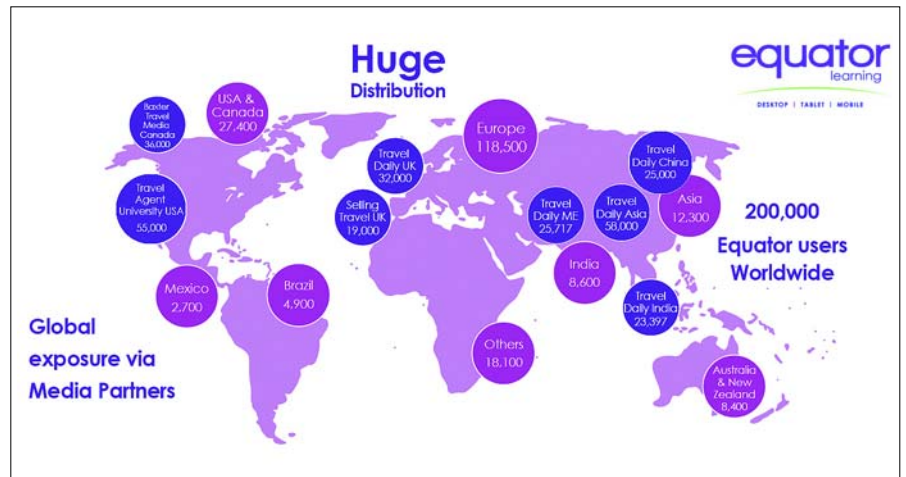 Huge
Distribution
equator
learning
DESKTOP | TABLET | MOBILE
Baxter
Travel
Media
Canada
36,000
USA &
Canada
27,400
Europe
118,500
Travel
Daily UK
32,000
Travel
Daily China
25,000
Travel
Agent
University USA
55,000
Selling
Travel UK
19,000
Travel
Daily ME
25,717
Travel
Daily Asia
58,000
Asia
12,300
200,000
Equator users
Worldwide
India
8,600
Mexico
2,700
Brazil
4,900
Travel
Daily India
23,397
Global
exposure via
Media Partners
Others
18,100
Australia
& New
Zealand
8,400